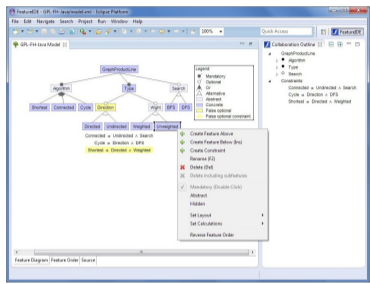 FeatureIDE - GPL-FH-Java/model.xml - Eclipse Platform
File Edit Navigate Search Project Run Window Help
100%
Quick Access
FeatureIDE
GPL-FH-Java Model
Collaboration Outline
GraphProductLine
Algorithm
Type
Search
Shortest
Connected
Cycle
Direction
Wght
BFS
DFS
Directed
Undirected
Weighted
Unweighted
Connected ⇒ Undirected ∧ Search
Cycle ⇒ Direction ∧ DFS
Shortest ⇒ Directed ∧ Weighted
Legend:
Mandatory
Optional
Or
Alternative
Abstract
Concrete
False optional
False optional constraint
Create Feature Above
Create Feature Below (Ins)
Create Constraint
Rename (F2)
Delete (Del)
Delete including subfeatures
Mandatory (Double Click)
Abstract
Hidden
Set Layout
Set Calculations
Reverse Feature Order
GraphProductLine
Algorithm
Type
Search
Constraints
Connected ⇒ Undirected ∧ Search
Cycle ⇒ Direction ∧ DFS
Shortest ⇒ Directed ∧ Weighted
Feature Diagram Feature Order Source